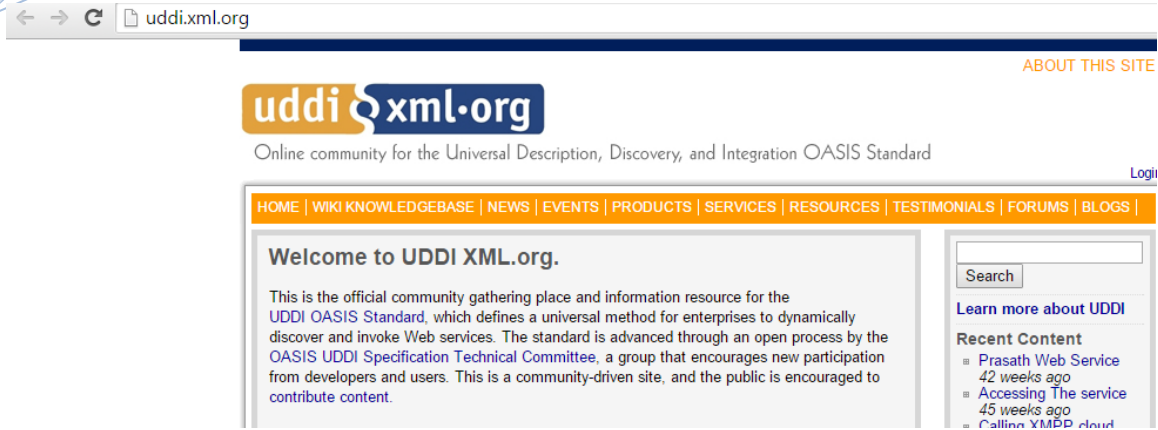 uddi.xml.org
ABOUT THIS SITE
uddi xml•org
Online community for the Universal Description, Discovery, and Integration OASIS Standard
Login
HOME | WIKI KNOWLEDGEBASE | NEWS | EVENTS | PRODUCTS | SERVICES | RESOURCES | TESTIMONIALS | FORUMS | BLOGS |
Welcome to UDDI XML.org.
This is the official community gathering place and information resource for the
UDDI OASIS Standard, which defines a universal method for enterprises to dynamically
discover and invoke Web services. The standard is advanced through an open process by the
OASIS UDDI Specification Technical Committee, a group that encourages new participation
from developers and users. This is a community-driven site, and the public is encouraged to
contribute content.
Search
Learn more about UDDI
Recent Content
Prasath Web Service
42 weeks ago
Accessing The service
45 weeks ago
Calling XMPP cloud